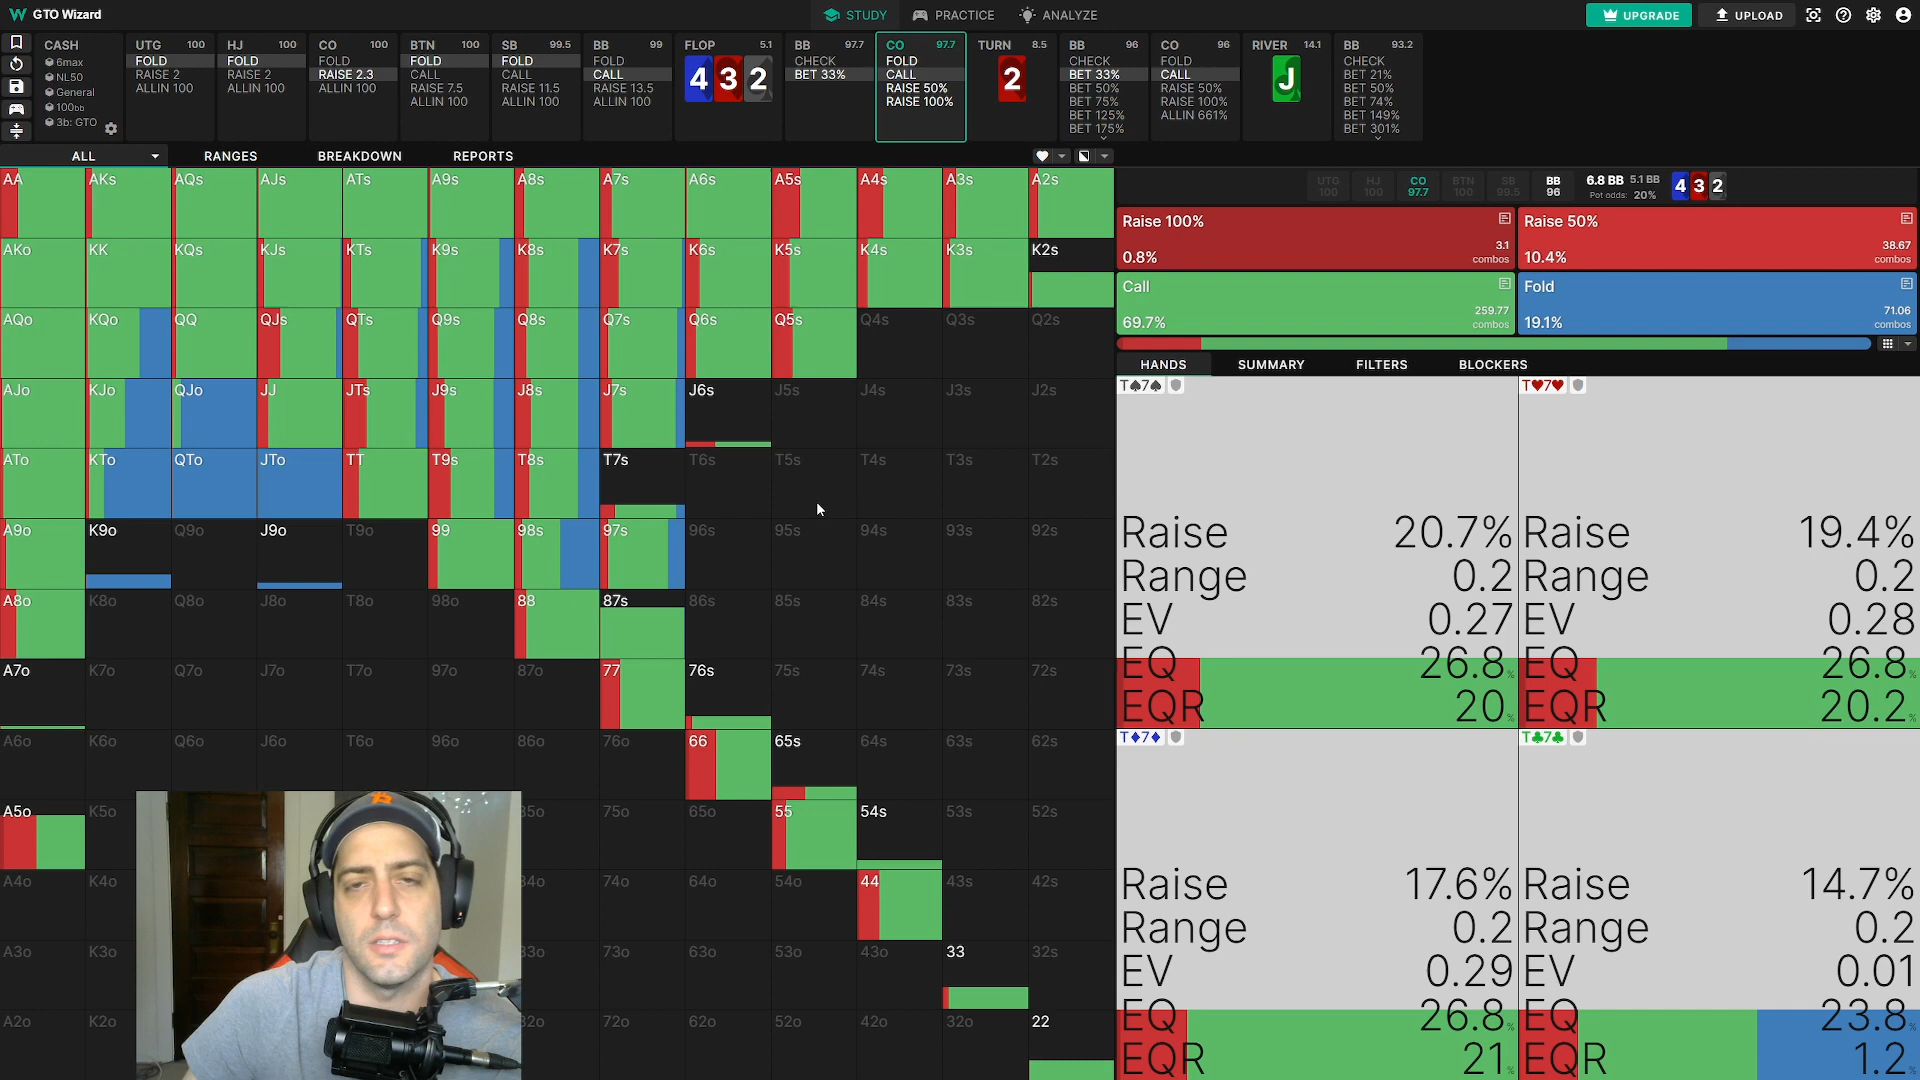 GTO Wizard
STUDY
PRACTICE
ANALYZE
UPGRADE
UPLOAD
CASH
6max
NL50
General
100bb
3b: GTO
UTG 100
FOLD
RAISE 2
ALLIN 100
HJ 100
FOLD
RAISE 2
ALLIN 100
CO 100
FOLD
RAISE 2.3
ALLIN 100
BTN 100
FOLD
CALL
RAISE 7.5
ALLIN 100
SB 99.5
FOLD
CALL
RAISE 11.5
ALLIN 100
BB 99
FOLD
CALL
RAISE 13.5
ALLIN 100
FLOP 5.1
4 3 2
BB 97.7
CHECK
BET 33%
CO 97.7
FOLD
CALL
RAISE 50%
RAISE 100%
TURN 8.5
2
BB 96
CHECK
BET 33%
BET 50%
BET 75%
BET 125%
BET 175%
CO 96
FOLD
CALL
RAISE 50%
RAISE 100%
ALLIN 661%
RIVER 14.1
J
BB 93.2
CHECK
BET 21%
BET 50%
BET 74%
BET 149%
BET 301%
ALL RANGES BREAKDOWN REPORTS
AA AKs AQs AJs ATs A9s A8s A7s A6s A5s A4s A3s A2s
AKo KK KQs KJs KTs K9s K8s K7s K6s K5s K4s K3s K2s
AQo KQo QQ QJs QTs Q9s Q8s Q7s Q6s Q5s Q4s Q3s Q2s
AJo KJo QJo JJ JTs J9s J8s J7s J6s J5s J4s J3s J2s
ATo KTo QTo JTo TT T9s T8s T7s T6s T5s T4s T3s T2s
A9o K9o Q9o J9o T9o 99 98s 97s 96s 95s 94s 93s 92s
A8o K8o Q8o J8o T8o 98o 88 87s 86s 85s 84s 83s 82s
A7o K7o Q7o J7o T7o 97o 87o 77 76s 75s 74s 73s 72s
A6o K6o Q6o J6o T6o 96o 86o 76o 66 65s 64s 63s 62s
A5o K5o 85o 75o 65o 55 54s 53s 52s
A4o K4o 84o 74o 64o 54o 44 43s 42s
A3o K3o 83o 73o 63o 53o 43o 33 32s
A2o K2o 82o 72o 62o 52o 42o 32o 22
UTG 100
HJ 100
CO 97.7
BTN 100
SB 99.5
BB 96
6.8 BB 5.1 BB
Pot odds: 20%
4 3 2
Raise 100%
0.8%
3.1 combos
Raise 50%
10.4%
38.67 combos
Call
69.7%
259.77 combos
Fold
19.1%
71.06 combos
HANDS SUMMARY FILTERS BLOCKERS
T♠7♠
Raise 20.7%
Range 0.2
EV 0.27
EQ 26.8%
EQR 20%
T♥7♥
Raise 19.4%
Range 0.2
EV 0.28
EQ 26.8%
EQR 20.2%
T♦7♦
Raise 17.6%
Range 0.2
EV 0.29
EQ 26.8%
EQR 21%
T♣7♣
Raise 14.7%
Range 0.2
EV 0.01
EQ 23.8%
EQR 1.2%